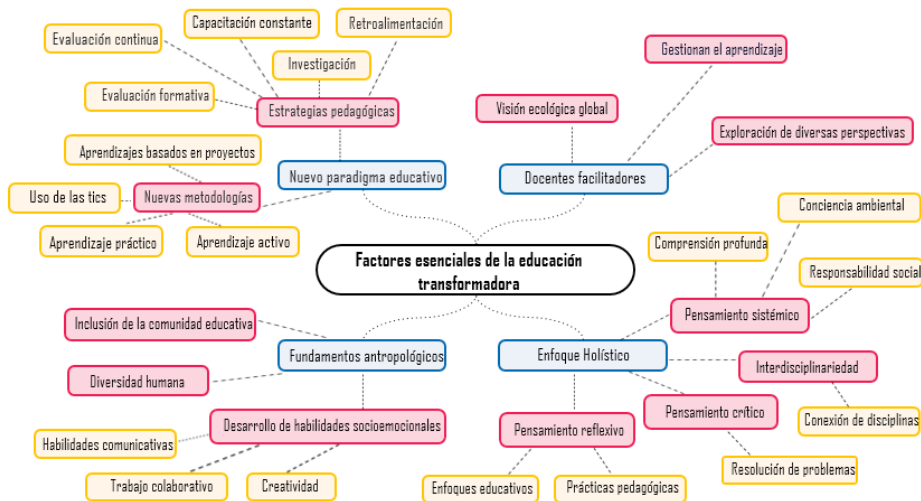 Capacitación constante
Retroalimentación
Evaluación continua
Investigación
Evaluación formativa
Estrategias pedagógicas
Gestionan el aprendizaje
Visión ecológica global
Exploración de diversas perspectivas
Aprendizajes basados en proyectos
Nuevo paradigma educativo
Docentes facilitadores
Uso de las tics
Nuevas metodologías
Aprendizaje práctico
Aprendizaje activo
Conciencia ambiental
Comprensión profunda
Factores esenciales de la educación
transformadora
Responsabilidad social
Pensamiento sistémico
Inclusión de la comunidad educativa
Fundamentos antropológicos
Enfoque Holístico
Interdisciplinariedad
Diversidad humana
Pensamiento crítico
Conexión de disciplinas
Desarrollo de habilidades socioemocionales
Pensamiento reflexivo
Habilidades comunicativas
Resolución de problemas
Trabajo colaborativo
Creatividad
Enfoques educativos
Prácticas pedagógicas